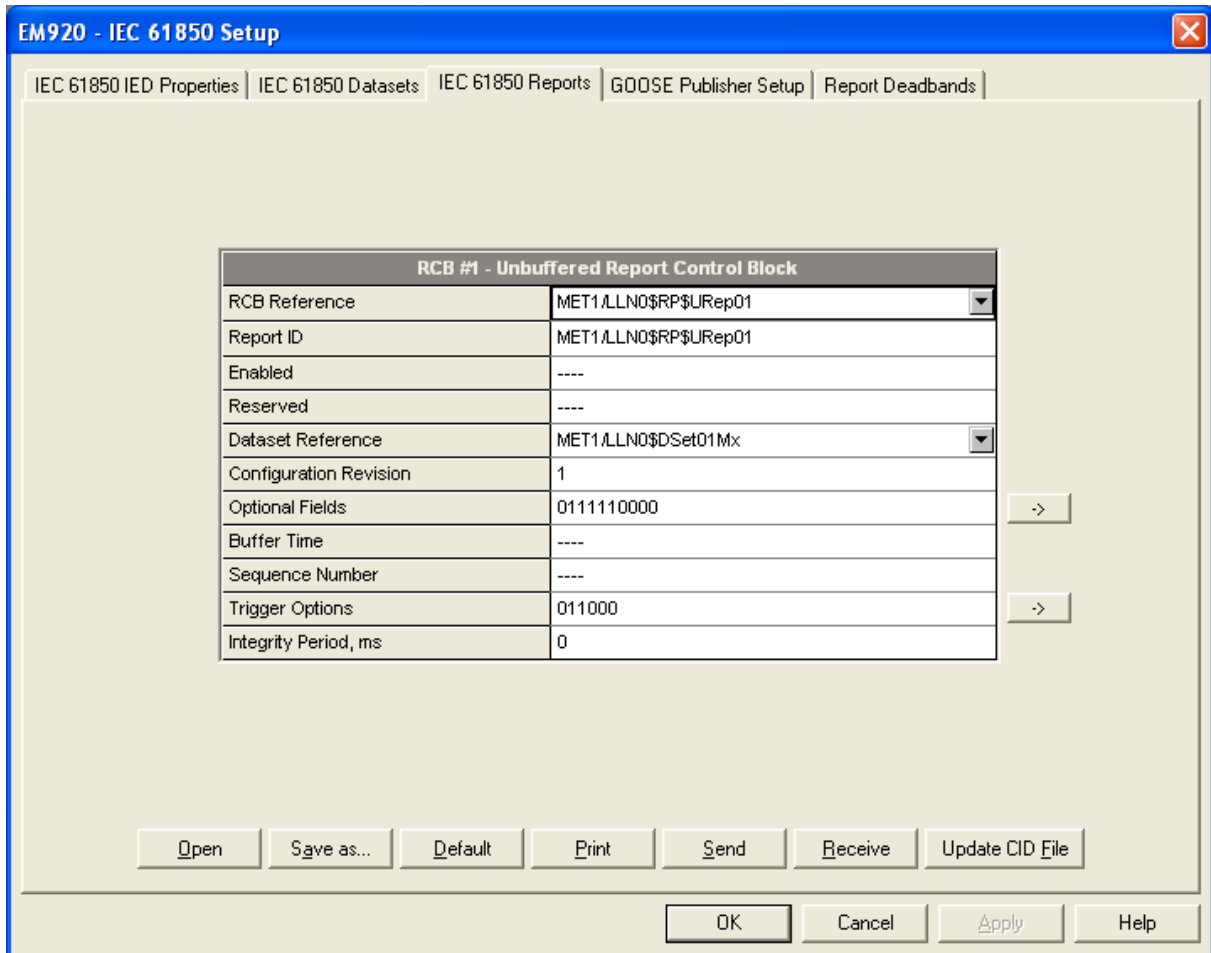 EM920 - IEC 61850 Setup
IEC 61850 IED Properties IEC 61850 Datasets IEC 61850 Reports GOOSE Publisher Setup Report Deadbands
RCB #1 - Unbuffered Report Control Block
RCB Reference MET1/LLN0$RP$URep01
Report ID MET1/LLN0$RP$URep01
Enabled ----
Reserved ----
Dataset Reference MET1/LLN0$DSet01Mx
Configuration Revision 1
Optional Fields 0111110000 ->
Buffer Time ----
Sequence Number ----
Trigger Options 011000 ->
Integrity Period, ms 0
Open Save as... Default Print Send Receive Update CID File
OK Cancel Apply Help